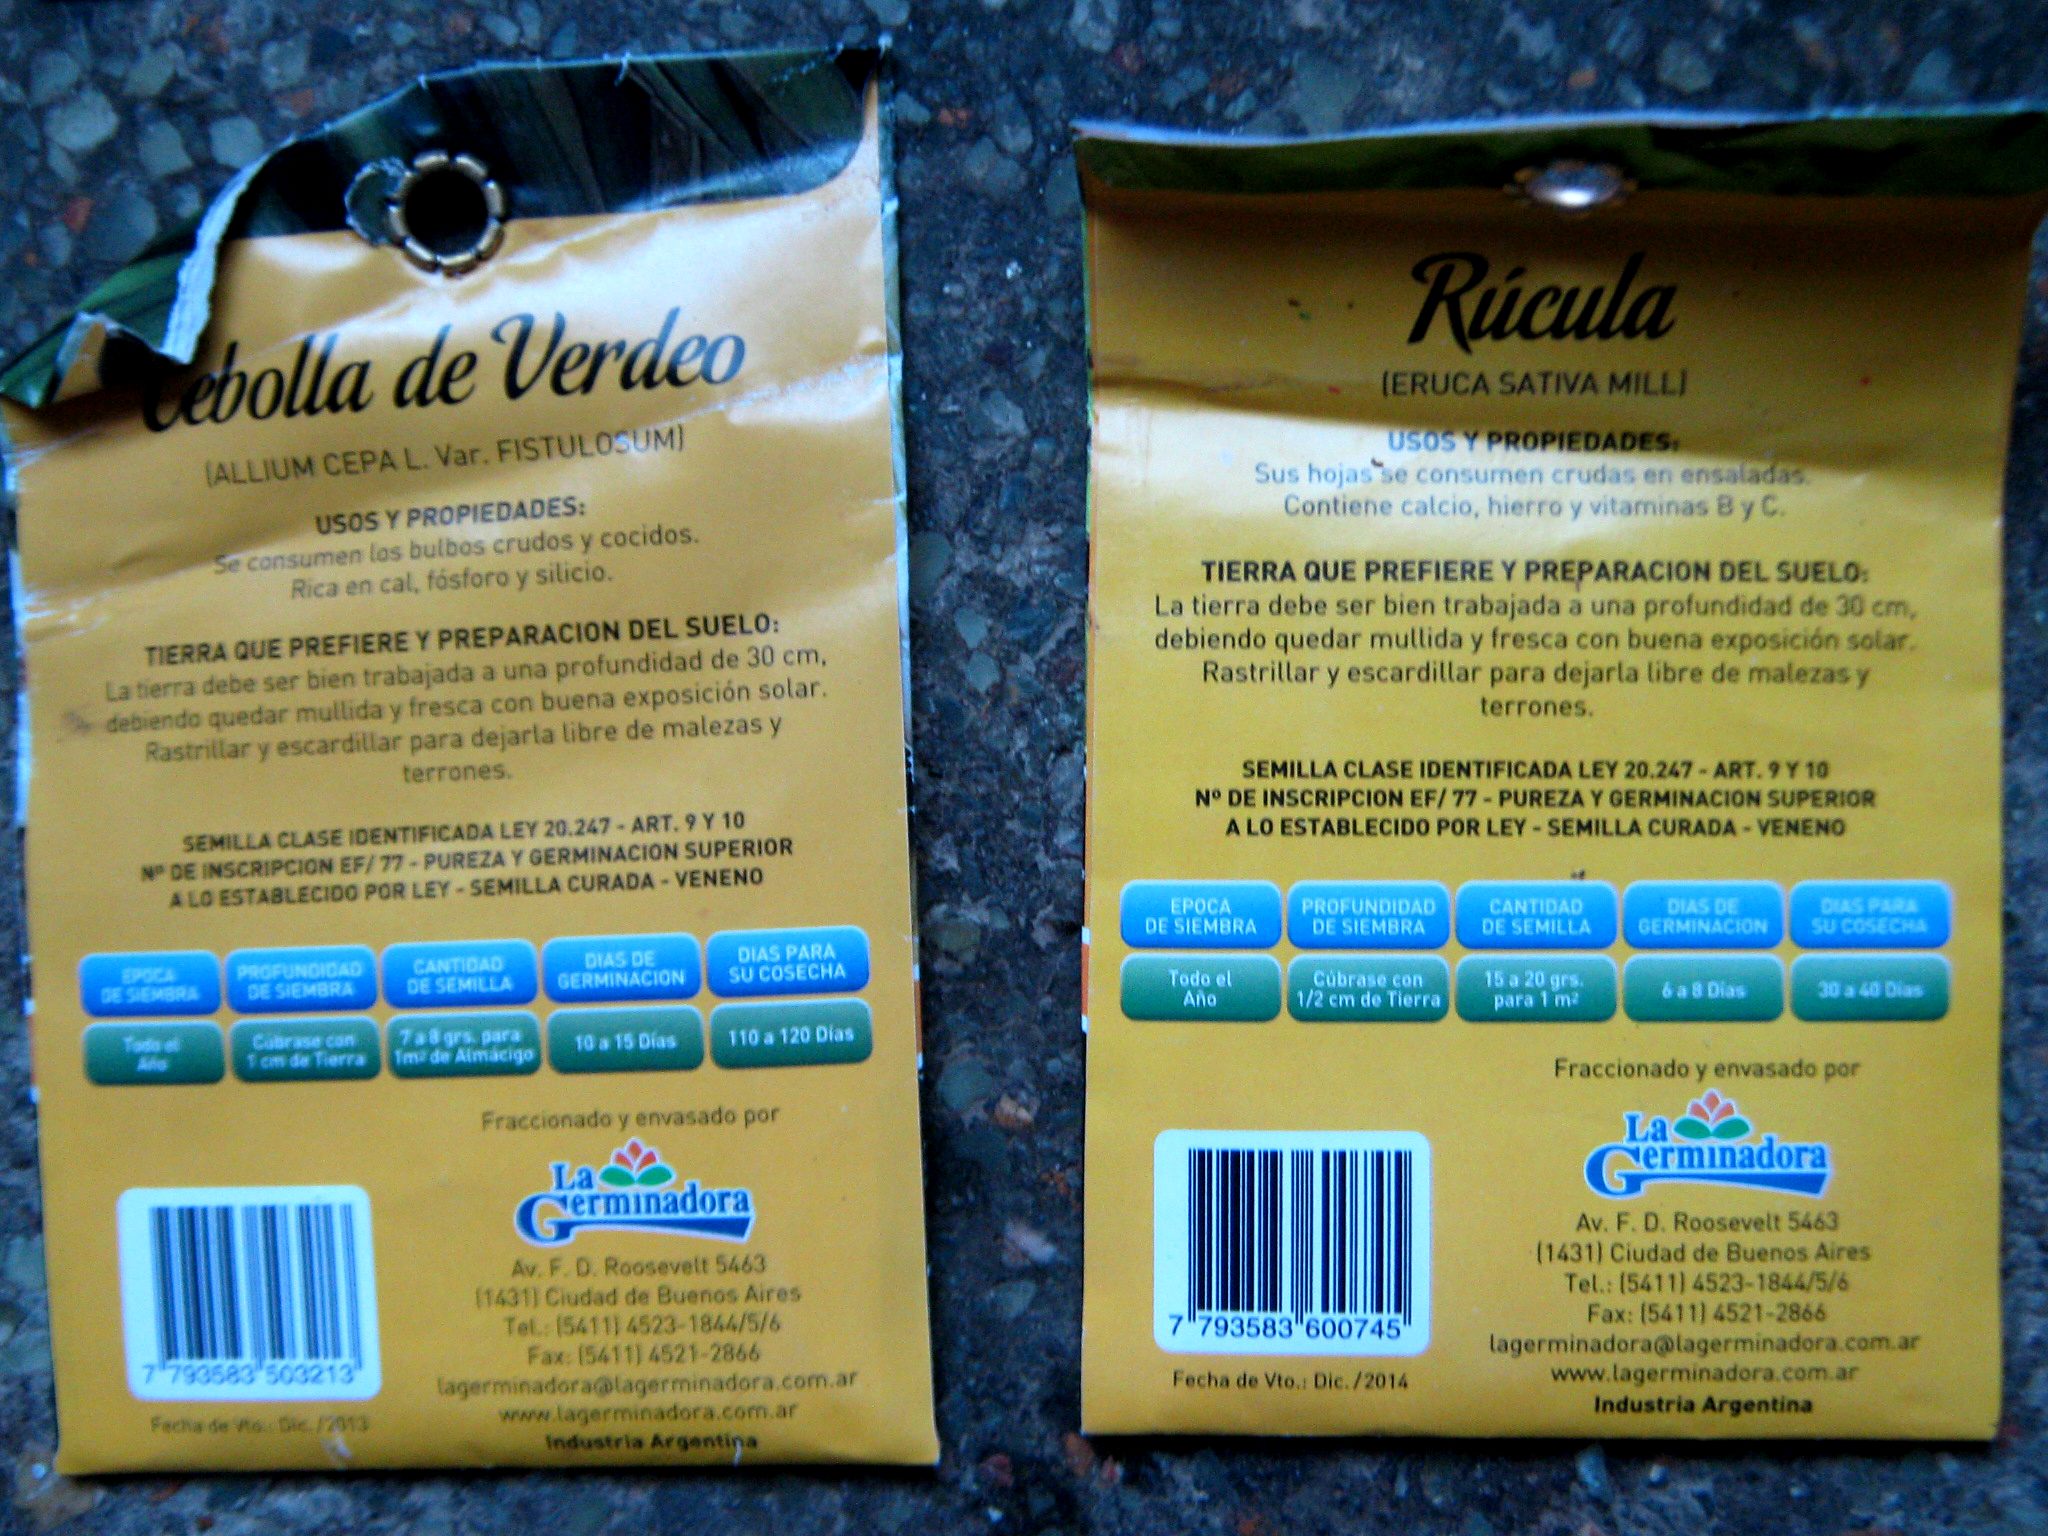 Cebolla de Verdeo
(ALLIUM CEPA L. Var. FISTULOSUM)
USOS Y PROPIEDADES:
Se consumen los bulbos crudos y cocidos.
Rica en cal, fósforo y silicio.
TIERRA QUE PREFIERE Y PREPARACION DEL SUELO:
La tierra debe ser bien trabajada a una profundidad de 30 cm,
debiendo quedar mullida y fresca con buena exposición solar.
Rastrillar y escardillar para dejarla libre de malezas y
terrones.
SEMILLA CLASE IDENTIFICADA LEY 20.247 - ART. 9 Y 10
Nº DE INSCRIPCION EF/ 77 - PUREZA Y GERMINACION SUPERIOR
A LO ESTABLECIDO POR LEY - SEMILLA CURADA - VENENO
EPOCA
DE SIEMBRA
PROFUNDIDAD
DE SIEMBRA
CANTIDAD
DE SEMILLA
DIAS DE
GERMINACION
DIAS PARA
SU COSECHA
Todo el
Año
Cúbrase con
1 cm de Tierra
7 a 8 grs. para
1m² de Almácigo
10 a 15 Días
110 a 120 Días
Fraccionado y envasado por
La
Germinadora
Av. F. D. Roosevelt 5463
(1431) Ciudad de Buenos Aires
Tel.: (5411) 4523-1844/5/6
Fax: (5411) 4521-2866
lagerminadora@lagerminadora.com.ar
www.lagerminadora.com.ar
Industria Argentina
7 793583 503213
Fecha de Vto.: Dic. /2013
Rúcula
(ERUCA SATIVA MILL)
USOS Y PROPIEDADES:
Sus hojas se consumen crudas en ensaladas.
Contiene calcio, hierro y vitaminas B y C.
TIERRA QUE PREFIERE Y PREPARACION DEL SUELO:
La tierra debe ser bien trabajada a una profundidad de 30 cm,
debiendo quedar mullida y fresca con buena exposición solar.
Rastrillar y escardillar para dejarla libre de malezas y
terrones.
SEMILLA CLASE IDENTIFICADA LEY 20.247 - ART. 9 Y 10
Nº DE INSCRIPCION EF/ 77 - PUREZA Y GERMINACION SUPERIOR
A LO ESTABLECIDO POR LEY - SEMILLA CURADA - VENENO
EPOCA
DE SIEMBRA
PROFUNDIDAD
DE SIEMBRA
CANTIDAD
DE SEMILLA
DIAS DE
GERMINACION
DIAS PARA
SU COSECHA
Todo el
Año
Cúbrase con
1/2 cm de Tierra
15 a 20 grs.
para 1 m²
6 a 8 Días
30 a 40 Días
Fraccionado y envasado por
La
Germinadora
Av. F. D. Roosevelt 5463
(1431) Ciudad de Buenos Aires
Tel.: (5411) 4523-1844/5/6
Fax: (5411) 4521-2866
lagerminadora@lagerminadora.com.ar
www.lagerminadora.com.ar
Industria Argentina
7 793583 600745
Fecha de Vto.: Dic. /2014